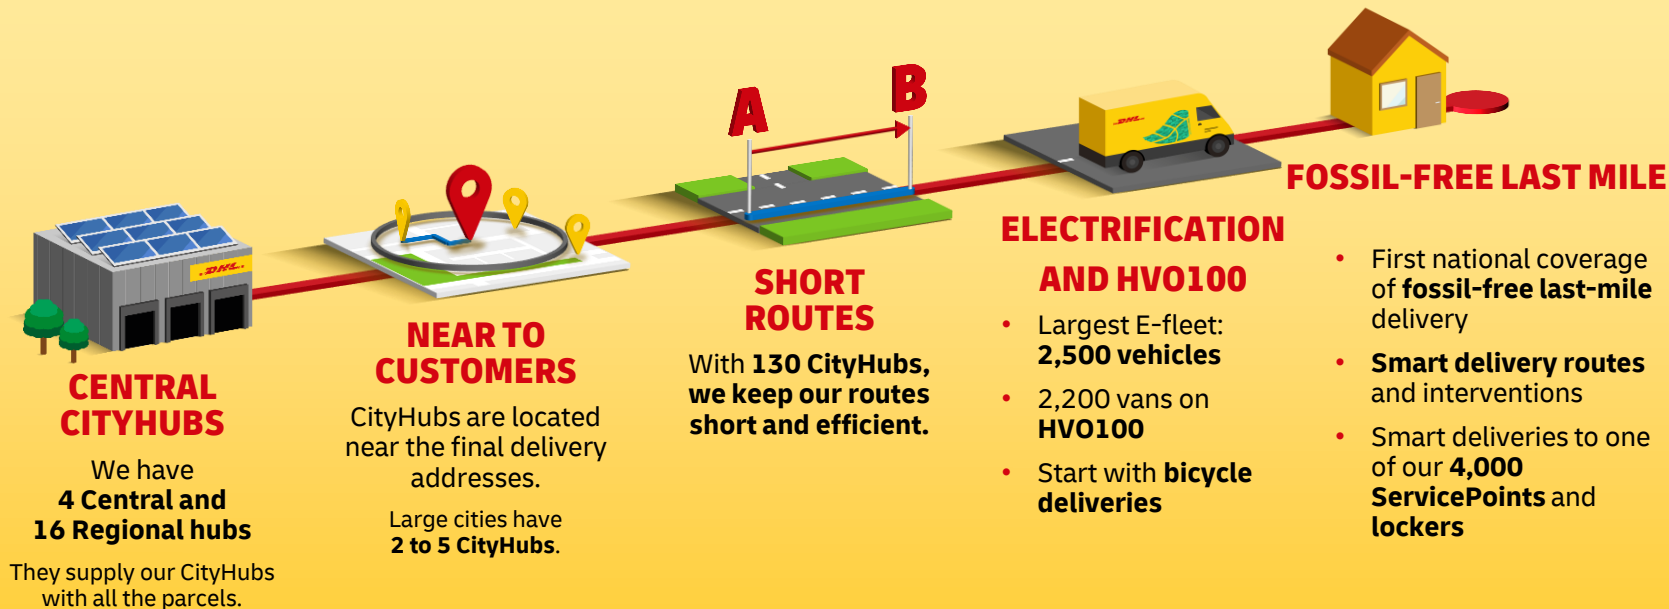 DHL
CENTRAL
CITYHUBS
We have
4 Central and
16 Regional hubs
They supply our CityHubs
with all the parcels.
NEAR TO
CUSTOMERS
CityHubs are located
near the final delivery
addresses.
Large cities have
2 to 5 CityHubs.
A
B
SHORT
ROUTES
With 130 CityHubs,
we keep our routes
short and efficient.
DHL
ELECTRIFICATION
AND HVO100
• Largest E-fleet:
2,500 vehicles
• 2,200 vans on
HVO100
• Start with bicycle
deliveries
FOSSIL-FREE LAST MILE
• First national coverage
of fossil-free last-mile
delivery
• Smart delivery routes
and interventions
• Smart deliveries to one
of our 4,000
ServicePoints and
lockers